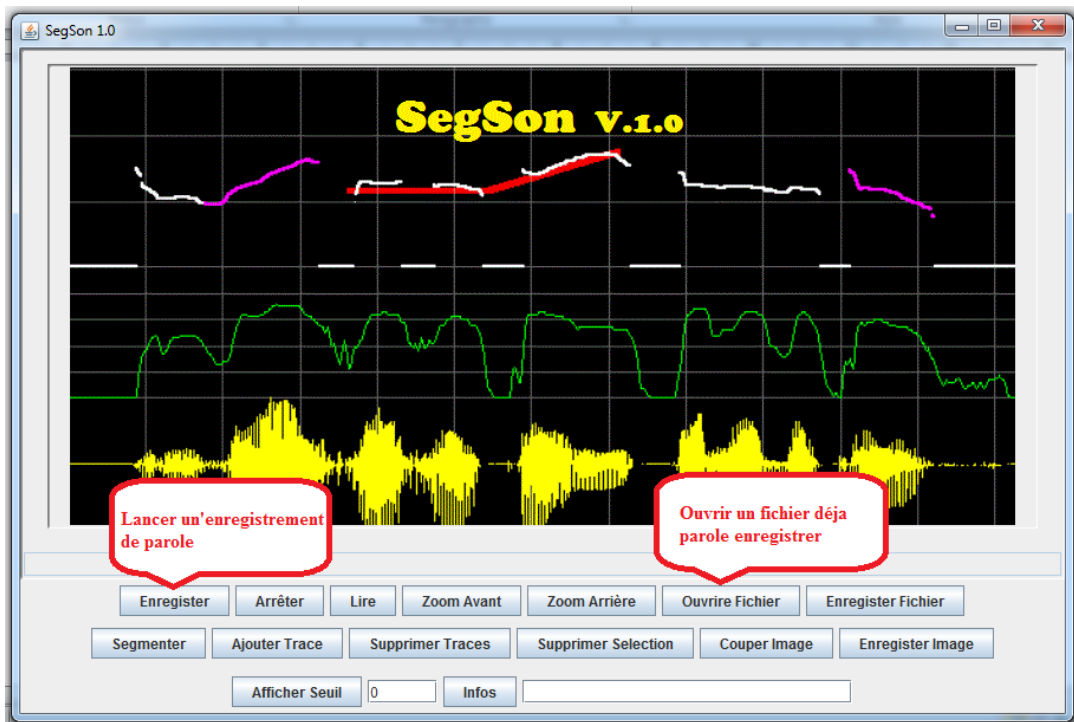 SegSon 1.0
SegSon v.1.0
Lancer un'enregistrement
de parole
Ouvrir un fichier déja
parole enregistrer
Enregister Arrêter Lire Zoom Avant Zoom Arrière Ouvrire Fichier Enregister Fichier
Segmenter Ajouter Trace Supprimer Traces Supprimer Selection Couper Image Enregister Image
Afficher Seuil 0 Infos